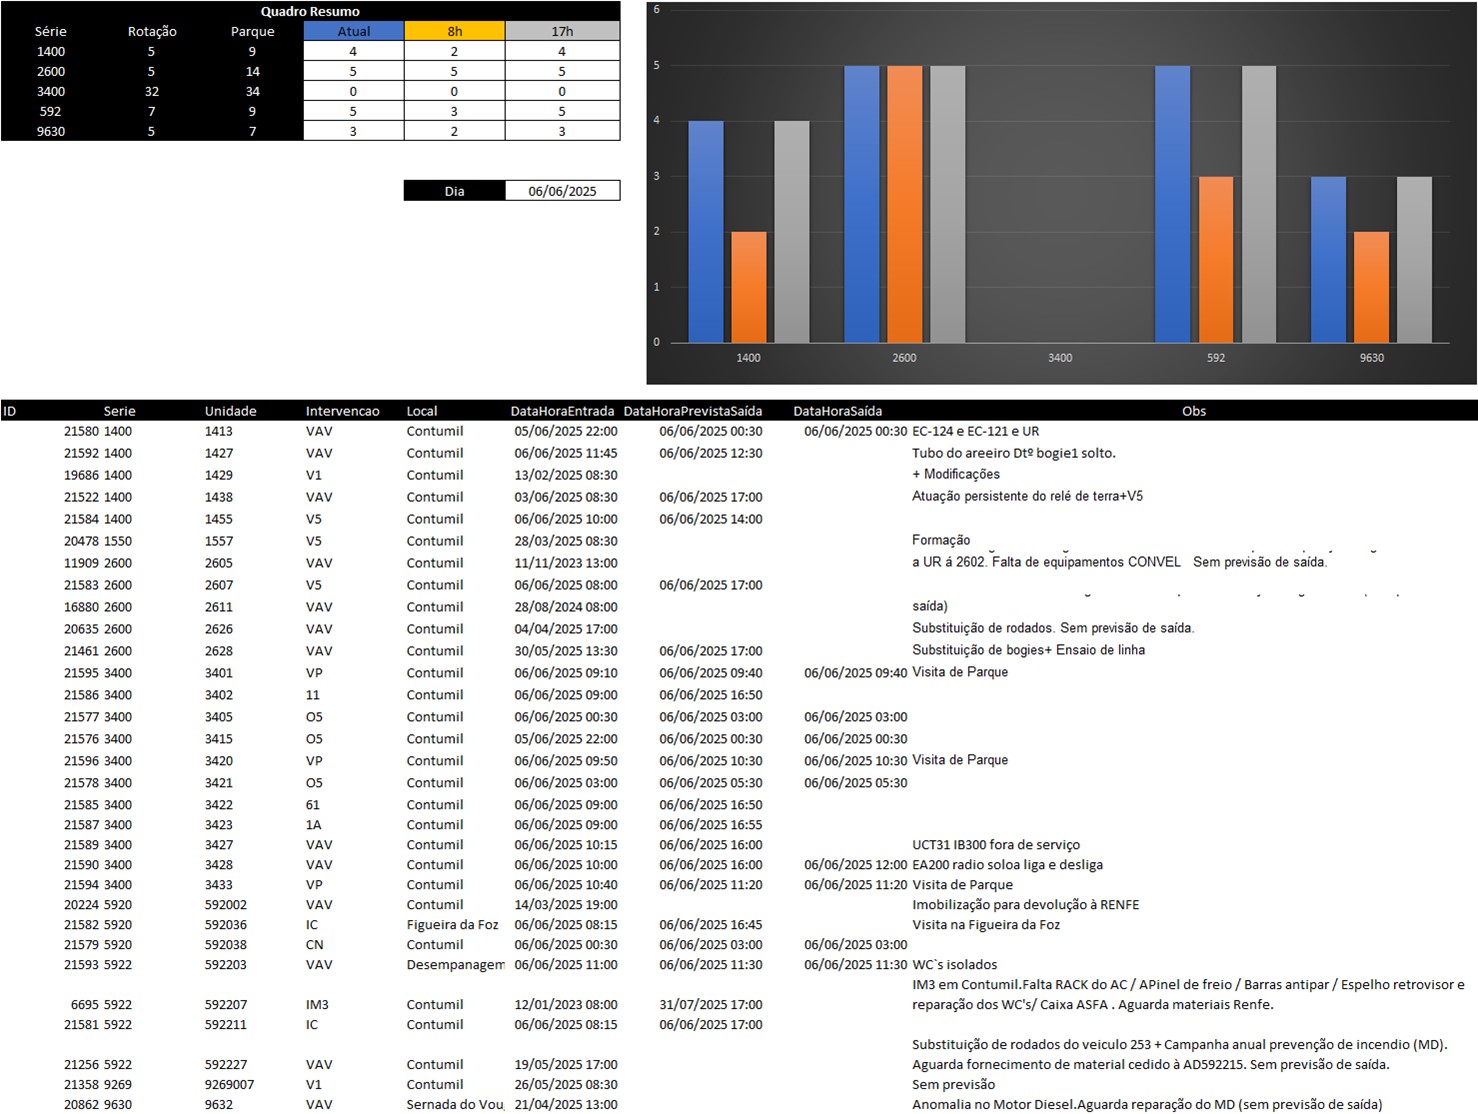 Quadro Resumo
Série Rotação Parque Atual 8h 17h
1400 5 9 4 2 4
2600 5 14 5 5 5
3400 32 34 0 0 0
592 7 9 5 3 5
9630 5 7 3 2 3
Dia 06/06/2025
6
5
4
3
2
1
0
1400 2600 3400 592 9630
ID Serie Unidade Intervencao Local DataHoraEntrada DataHoraPrevistaSaída DataHoraSaída Obs
21580 1400 1413 VAV Contumil 05/06/2025 22:00 06/06/2025 00:30 06/06/2025 00:30 EC-124 e EC-121 e UR
21592 1400 1427 VAV Contumil 06/06/2025 11:45 06/06/2025 12:30 Tubo do areeiro Dtº bogie1 solto.
19686 1400 1429 V1 Contumil 13/02/2025 08:30 + Modificações
21522 1400 1438 VAV Contumil 03/06/2025 08:30 06/06/2025 17:00 Atuação persistente do relé de terra+V5
21584 1400 1455 V5 Contumil 06/06/2025 10:00 06/06/2025 14:00
20478 1550 1557 V5 Contumil 28/03/2025 08:30 Formação
11909 2600 2605 VAV Contumil 11/11/2023 13:00 a UR á 2602. Falta de equipamentos CONVEL Sem previsão de saída.
21583 2600 2607 V5 Contumil 06/06/2025 08:00 06/06/2025 17:00
16880 2600 2611 VAV Contumil 28/08/2024 08:00 saída)
20635 2600 2626 VAV Contumil 04/04/2025 17:00 Substituição de rodados. Sem previsão de saída.
21461 2600 2628 VAV Contumil 30/05/2025 13:30 06/06/2025 17:00 Substituição de bogies+ Ensaio de linha
21595 3400 3401 VP Contumil 06/06/2025 09:10 06/06/2025 09:40 06/06/2025 09:40 Visita de Parque
21586 3400 3402 11 Contumil 06/06/2025 09:00 06/06/2025 16:50
21577 3400 3405 O5 Contumil 06/06/2025 00:30 06/06/2025 03:00 06/06/2025 03:00
21576 3400 3415 O5 Contumil 05/06/2025 22:00 06/06/2025 00:30 06/06/2025 00:30
21596 3400 3420 VP Contumil 06/06/2025 09:50 06/06/2025 10:30 06/06/2025 10:30 Visita de Parque
21578 3400 3421 O5 Contumil 06/06/2025 03:00 06/06/2025 05:30 06/06/2025 05:30
21585 3400 3422 61 Contumil 06/06/2025 09:00 06/06/2025 16:50
21587 3400 3423 1A Contumil 06/06/2025 09:00 06/06/2025 16:55
21589 3400 3427 VAV Contumil 06/06/2025 10:15 06/06/2025 16:00 UCT31 IB300 fora de serviço
21590 3400 3428 VAV Contumil 06/06/2025 10:00 06/06/2025 16:00 06/06/2025 12:00 EA200 radio soloa liga e desliga
21594 3400 3433 VP Contumil 06/06/2025 10:40 06/06/2025 11:20 06/06/2025 11:20 Visita de Parque
20224 5920 592002 VAV Contumil 14/03/2025 19:00 Imobilização para devolução à RENFE
21582 5920 592036 IC Figueira da Foz 06/06/2025 08:15 06/06/2025 16:45 Visita na Figueira da Foz
21579 5920 592038 CN Contumil 06/06/2025 00:30 06/06/2025 03:00 06/06/2025 03:00
21593 5922 592203 VAV Desempanagem 06/06/2025 11:00 06/06/2025 11:30 06/06/2025 11:30 WC`s isolados
IM3 em Contumil.Falta RACK do AC / APinel de freio / Barras antipar / Espelho retrovisor e
6695 5922 592207 IM3 Contumil 12/01/2023 08:00 31/07/2025 17:00 reparação dos WC's/ Caixa ASFA . Aguarda materiais Renfe.
21581 5922 592211 IC Contumil 06/06/2025 08:15 06/06/2025 17:00
Substituição de rodados do veiculo 253 + Campanha anual prevenção de incendio (MD).
21256 5922 592227 VAV Contumil 19/05/2025 17:00 Aguarda fornecimento de material cedido à AD592215. Sem previsão de saída.
21358 9269 9269007 V1 Contumil 26/05/2025 08:30 Sem previsão
20862 9630 9632 VAV Sernada do Vou 21/04/2025 13:00 Anomalia no Motor Diesel.Aguarda reparação do MD (sem previsão de saída)